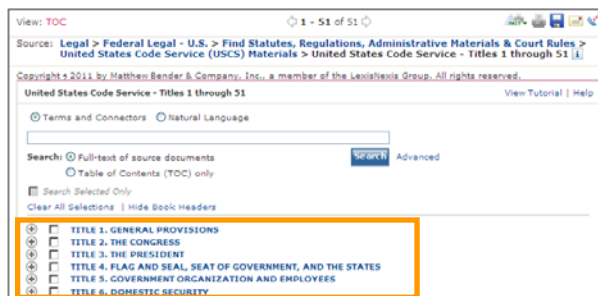 View: TOC 1 - 51 of 51
Source: Legal > Federal Legal - U.S. > Find Statutes, Regulations, Administrative Materials & Court Rules >
United States Code Service (USCS) Materials > United States Code Service - Titles 1 through 51 i
Copyright 2011 by Matthew Bender & Company, Inc., a member of the LexisNexis Group. All rights reserved.
United States Code Service - Titles 1 through 51 View Tutorial | Help
Terms and Connectors Natural Language
Search: Full-text of source documents Search Advanced
Table of Contents (TOC) only
Search Selected Only
Clear All Selections | Hide Book Headers
TITLE 1. GENERAL PROVISIONS
TITLE 2. THE CONGRESS
TITLE 3. THE PRESIDENT
TITLE 4. FLAG AND SEAL, SEAT OF GOVERNMENT, AND THE STATES
TITLE 5. GOVERNMENT ORGANIZATION AND EMPLOYEES
TITLE 6. DOMESTIC SECURITY